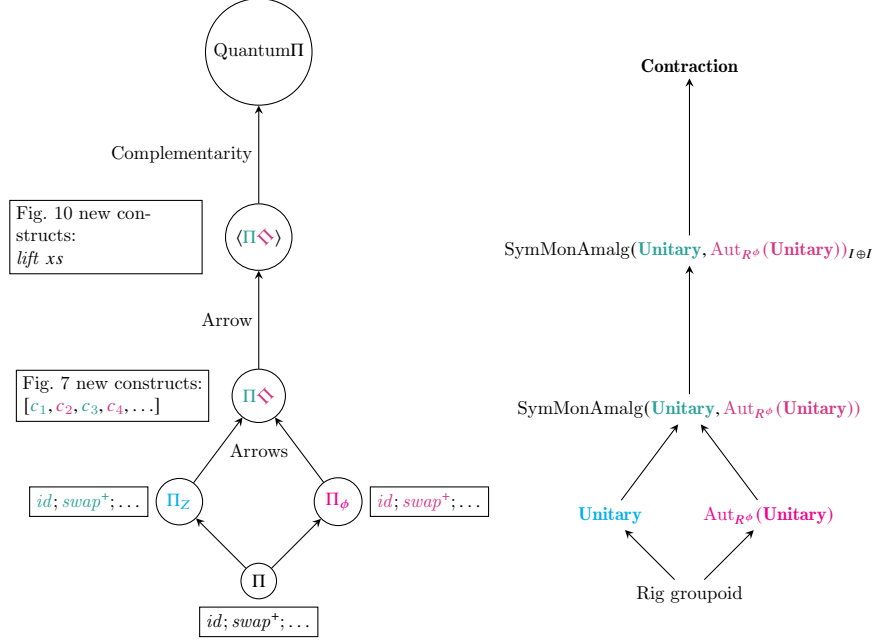 QuantumΠ
Contraction
Complementarity
Fig. 10 new con-
structs:
lift xs
⟨ΠΠ⟩
SymMonAmalg(Unitary, Aut_{R^ϕ}(Unitary))_{I⊕I}
Arrow
Fig. 7 new constructs:
[c₁, c₂, c₃, c₄, …]
ΠΠ
SymMonAmalg(Unitary, Aut_{R^ϕ}(Unitary))
Arrows
id; swap⁺; …
Π_Z
Π_ϕ
id; swap⁺; …
Unitary
Aut_{R^ϕ}(Unitary)
Π
Rig groupoid
id; swap⁺; …